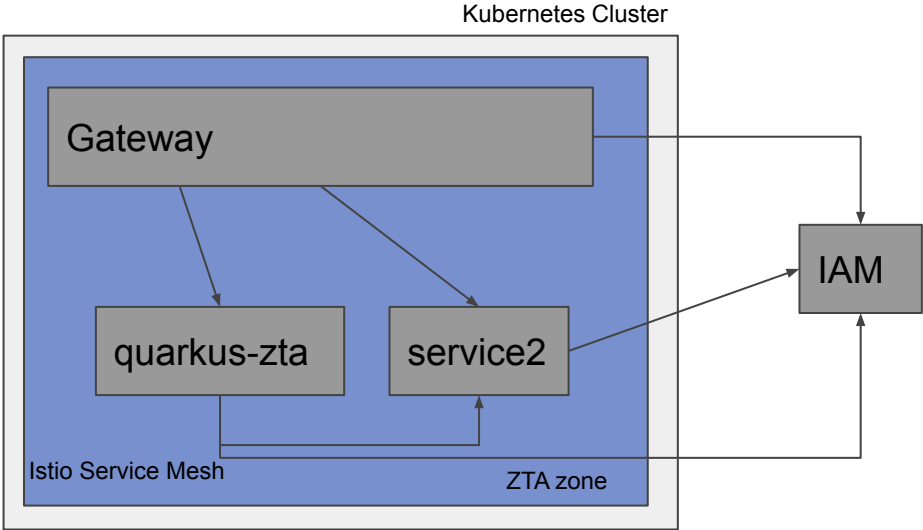 Kubernetes Cluster
Gateway
IAM
quarkus-zta
service2
Istio Service Mesh
ZTA zone